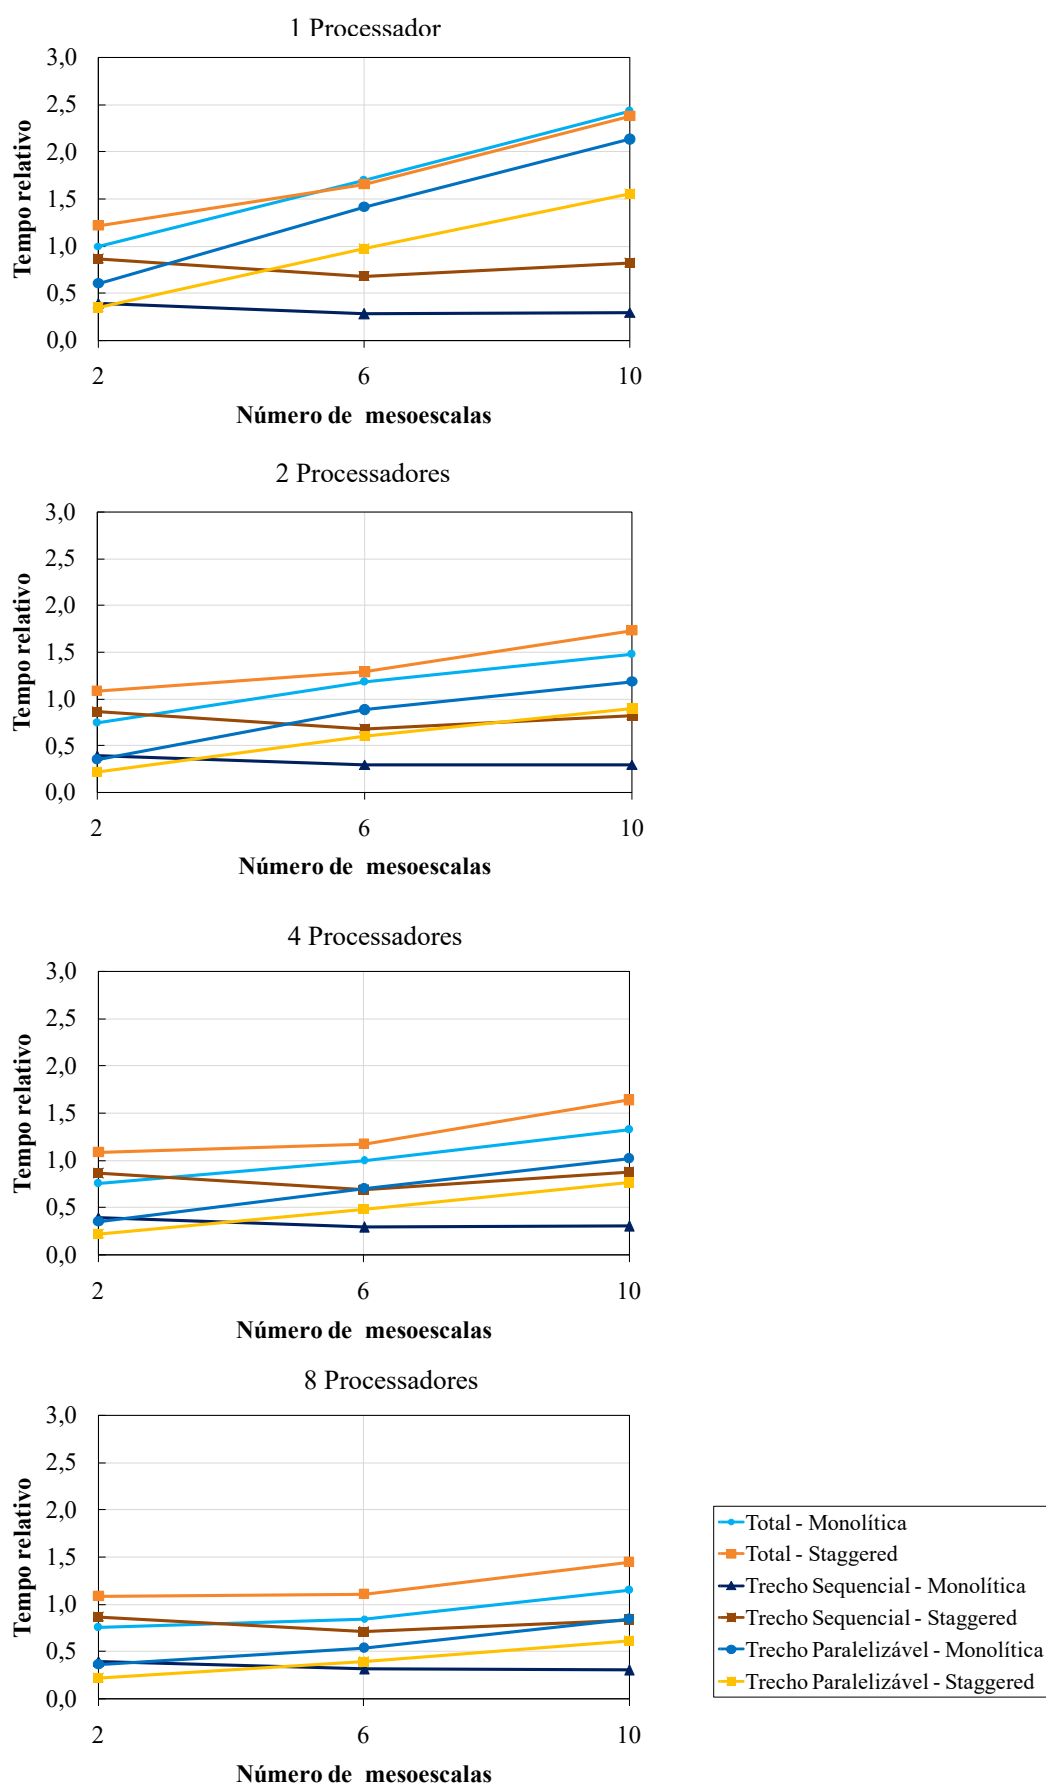 1 Processador
3,0
2,5
2,0
1,5
1,0
0,5
0,0
Tempo relativo
2 6 10
Número de mesoescalas
2 Processadores
3,0
2,5
2,0
1,5
1,0
0,5
0,0
Tempo relativo
2 6 10
Número de mesoescalas
4 Processadores
3,0
2,5
2,0
1,5
1,0
0,5
0,0
Tempo relativo
2 6 10
Número de mesoescalas
8 Processadores
3,0
2,5
2,0
1,5
1,0
0,5
0,0
Tempo relativo
2 6 10
Número de mesoescalas
Total - Monolítica
Total - Staggered
Trecho Sequencial - Monolítica
Trecho Sequencial - Staggered
Trecho Paralelizável - Monolítica
Trecho Paralelizável - Staggered